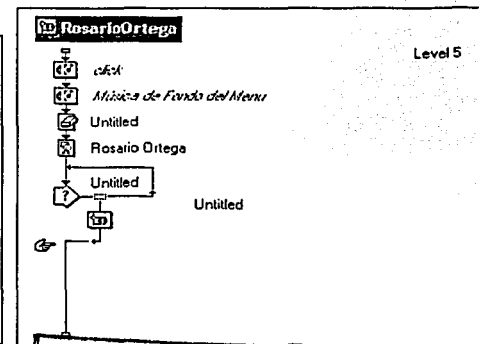 RosarioOrtega
Level 5
click
Música de Fondo del Menu
Untitled
Rosario Ortega
Untitled
Untitled
?